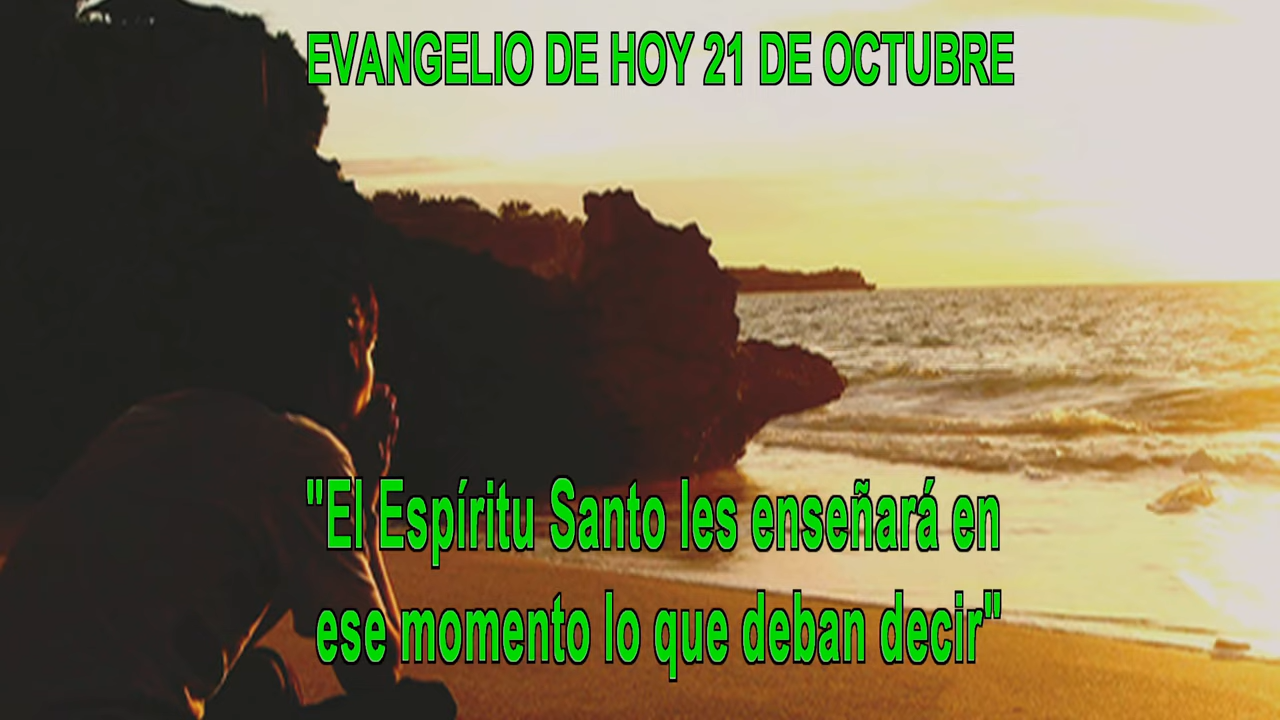 EVANGELIO DE HOY 21 DE OCTUBRE
"El Espíritu Santo les enseñará en
ese momento lo que deban decir"